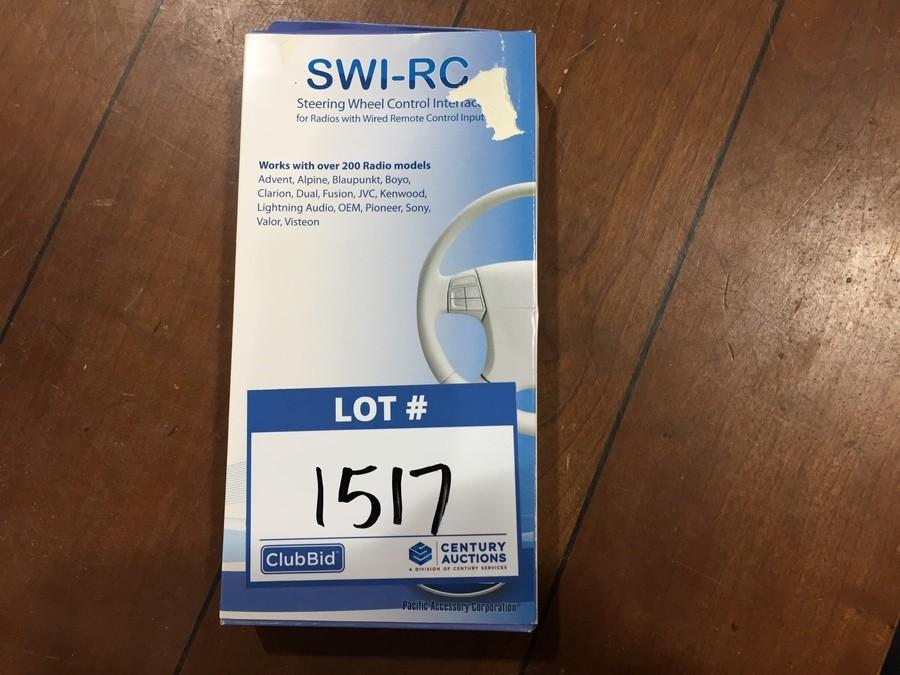 SWI-RC
Steering Wheel Control Interfac
for Radios with Wired Remote Control Input
Works with over 200 Radio models
Advent, Alpine, Blaupunkt, Boyo,
Clarion, Dual, Fusion, JVC, Kenwood,
Lightning Audio, OEM, Pioneer, Sony,
Valor, Visteon
LOT #
1517
ClubBid™
CENTURY
AUCTIONS
A DIVISION OF CENTURY SERVICES
Pacific Accessory Corporation®